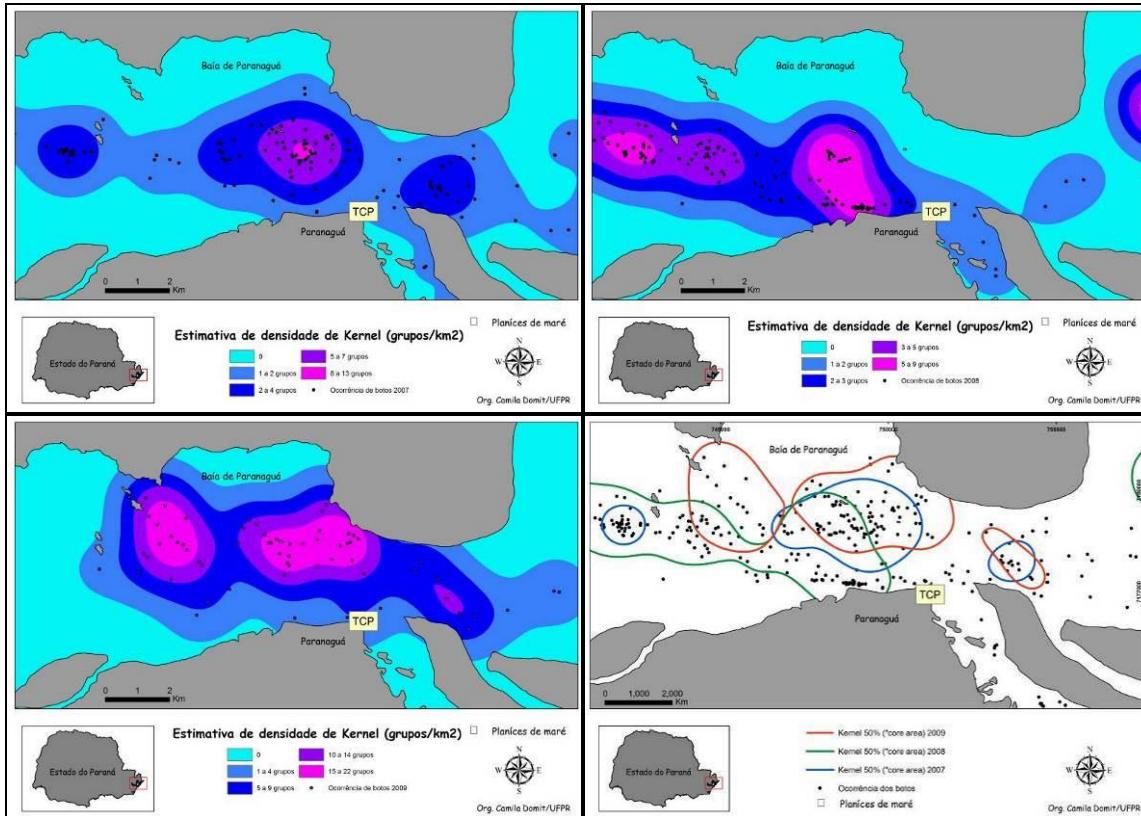 Baía de Paranaguá
TCP
Paranaguá
0 1 2
Km
Estimativa de densidade de Kernel (grupos/km2)
Planíces de maré
Estado do Paraná
0
1 a 2 grupos
2 a 4 grupos
5 a 7 grupos
8 a 13 grupos
Ocorrência de botos 2007
N
W E
S
Org. Camila Domit/UFPR
Baía de Paranaguá
TCP
Paranaguá
0 1 2
Km
Estimativa de densidade de Kernel (grupos/km2)
Planíces de maré
Estado do Paraná
0
1 a 2 grupos
2 a 3 grupos
3 a 5 grupos
5 a 9 grupos
Ocorrência de botos 2008
N
W E
S
Org. Camila Domit/UFPR
Baía de Paranaguá
TCP
Paranaguá
0 1 2
Km
Estimativa de densidade de Kernel (grupos/km2)
Planíces de maré
Estado do Paraná
0
1 a 4 grupos
5 a 9 grupos
10 a 14 grupos
15 a 22 grupos
Ocorrência de botos 2009
N
W E
S
Org. Camila Domit/UFPR
Baía de Paranaguá
TCP
Paranaguá
0 1,000 2,000
Km
Estado do Paraná
Kernel 50% ("core area) 2009
Kernel 50% ("core area) 2008
Kernel 50% ("core area) 2007
Ocorrência dos botos
Planíces de maré
N
W E
S
Org. Camila Domit/UFPR